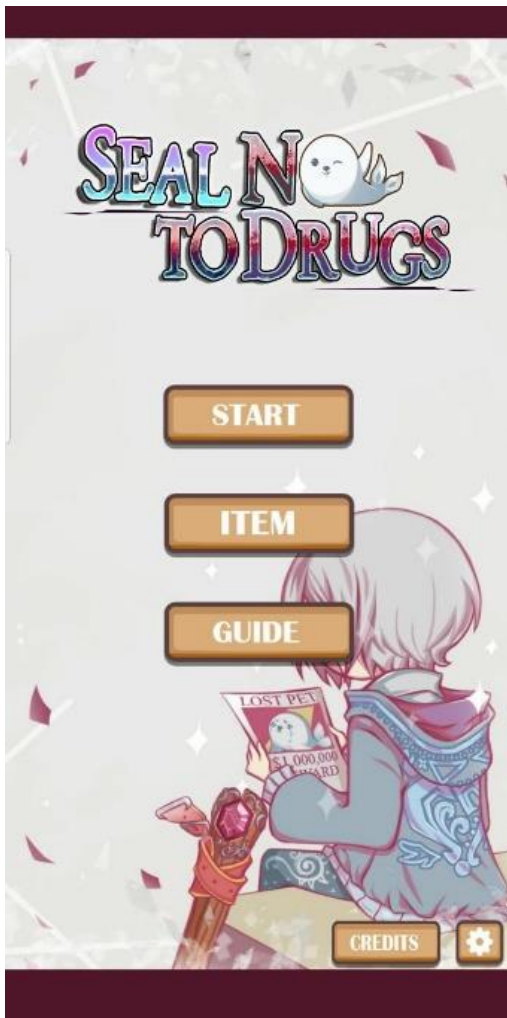 SEAL NO
TO DRUGS
START
ITEM
GUIDE
LOST PET
$1,000,000
CREDITS